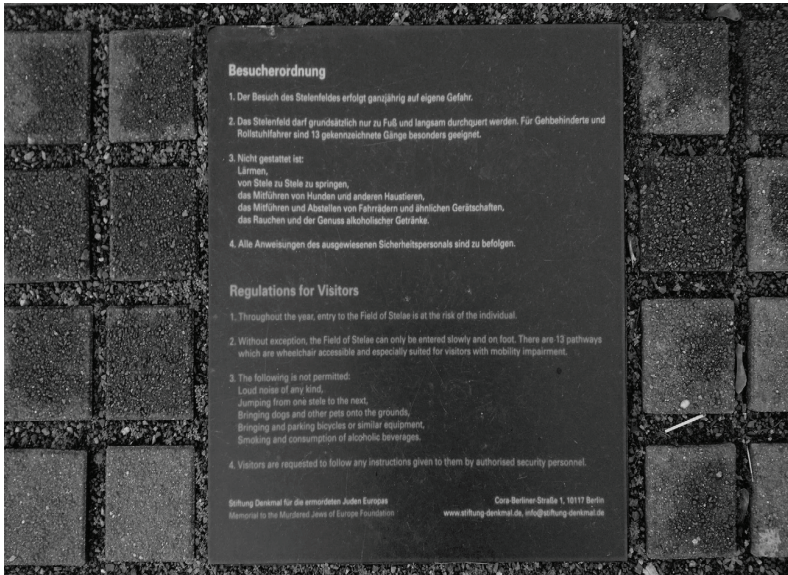 Besucherordnung
1. Der Besuch des Stelenfeldes erfolgt ganzjährig auf eigene Gefahr.
2. Das Stelenfeld darf grundsätzlich nur zu Fuß und langsam durchquert werden. Für Gehbehinderte und
Rollstuhlfahrer sind 13 gekennzeichnete Gänge besonders geeignet.
3. Nicht gestattet ist:
Lärmen,
von Stele zu Stele zu springen,
das Mitführen von Hunden und anderen Haustieren,
das Mitführen und Abstellen von Fahrrädern und ähnlichen Gerätschaften,
das Rauchen und der Genuss alkoholischer Getränke.
4. Alle Anweisungen des ausgewiesenen Sicherheitspersonals sind zu befolgen.
Regulations for Visitors
1. Throughout the year, entry to the Field of Stelae is at the risk of the individual.
2. Without exception, the Field of Stelae can only be entered slowly and on foot. There are 13 pathways
which are wheelchair accessible and especially suited for visitors with mobility impairment.
3. The following is not permitted:
Loud noise of any kind,
Jumping from one stele to the next,
Bringing dogs and other pets onto the grounds,
Bringing and parking bicycles or similar equipment,
Smoking and consumption of alcoholic beverages.
4. Visitors are requested to follow any instructions given to them by authorised security personnel.
Stiftung Denkmal für die ermordeten Juden Europas
Memorial to the Murdered Jews of Europe Foundation
Cora-Berliner-Straße 1, 10117 Berlin
www.stiftung-denkmal.de, info@stiftung-denkmal.de